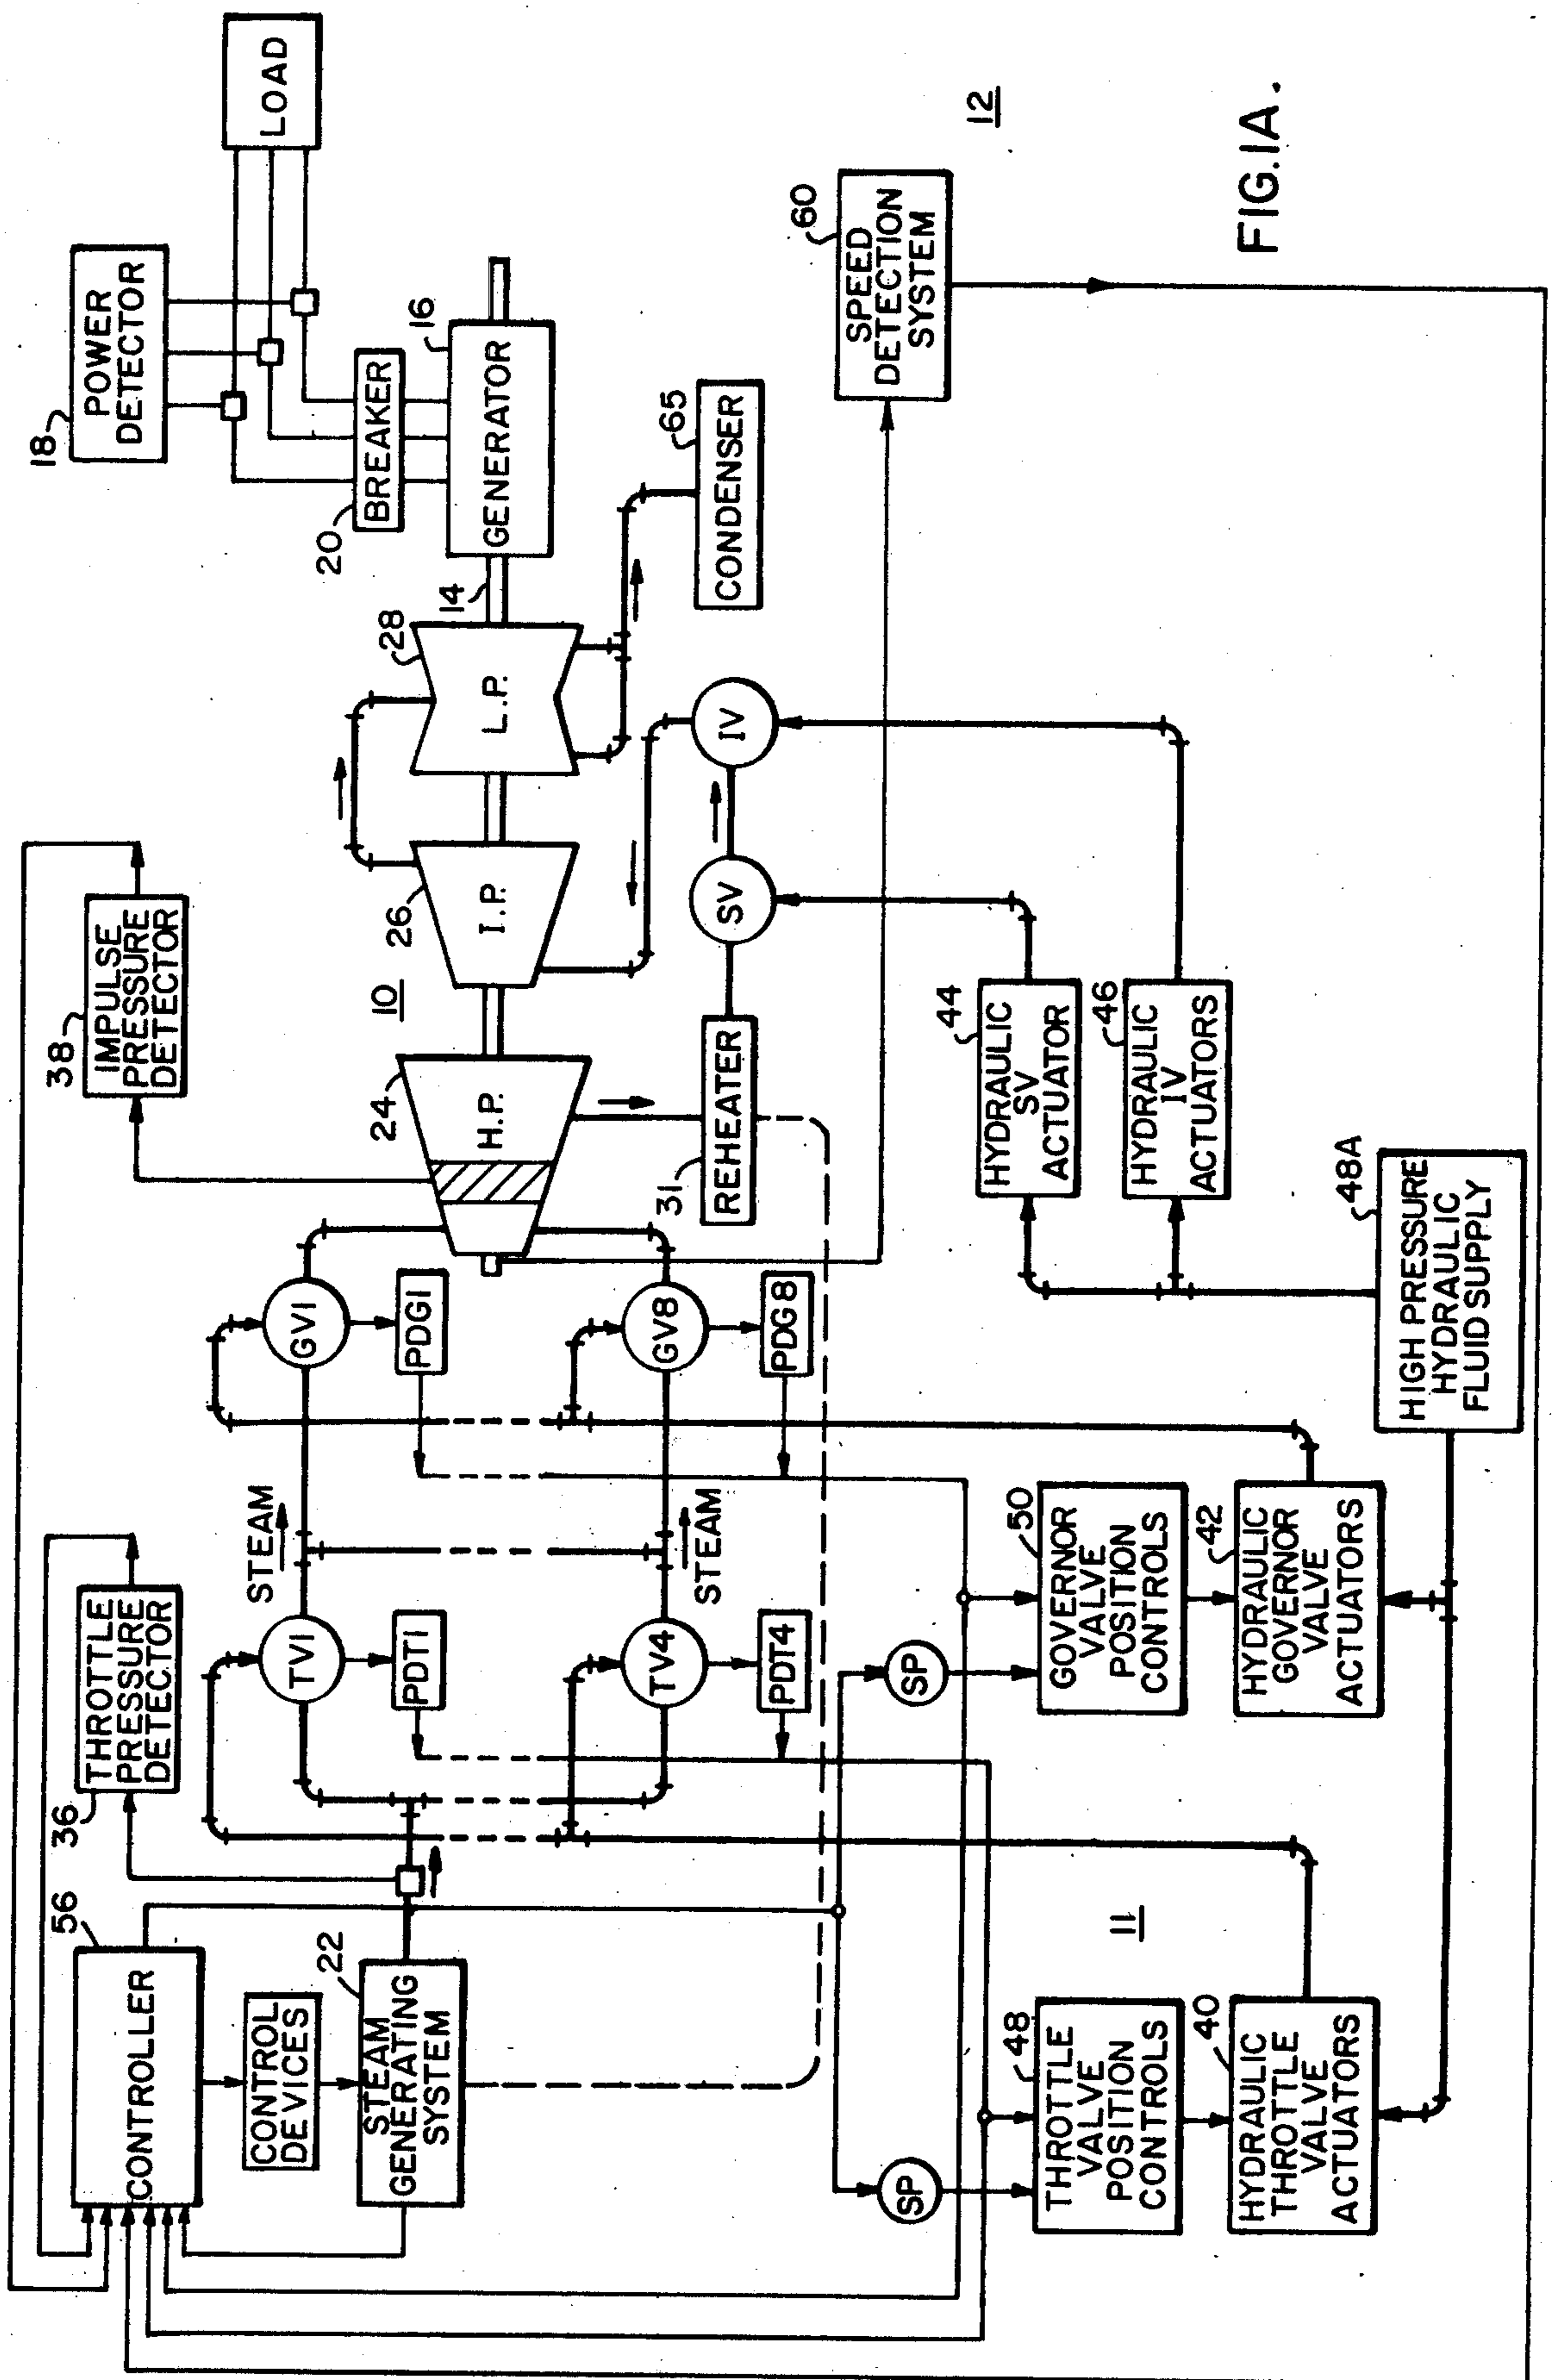 18
POWER
DETECTOR
LOAD
20
BREAKER
16
GENERATOR
14
28
L.P.
65
CONDENSER
12
60
SPEED
DETECTION
SYSTEM
FIG.1A.
38
IMPULSE
PRESSURE
DETECTOR
10
26
I.P.
24
H.P.
31
REHEATER
SV
IV
44
HYDRAULIC
SV
ACTUATOR
46
HYDRAULIC
IV
ACTUATORS
48A
HIGH PRESSURE
HYDRAULIC
FLUID SUPPLY
36
THROTTLE
PRESSURE
DETECTOR
STEAM
STEAM
GV1
PDG1
GV8
PDG8
TV1
PDT1
TV4
PDT4
56
CONTROLLER
CONTROL
DEVICES
22
STEAM
GENERATING
SYSTEM
SP
SP
50
GOVERNOR
VALVE
POSITION
CONTROLS
42
HYDRAULIC
GOVERNOR
VALVE
ACTUATORS
11
48
THROTTLE
VALVE
POSITION
CONTROLS
40
HYDRAULIC
THROTTLE
VALVE
ACTUATORS